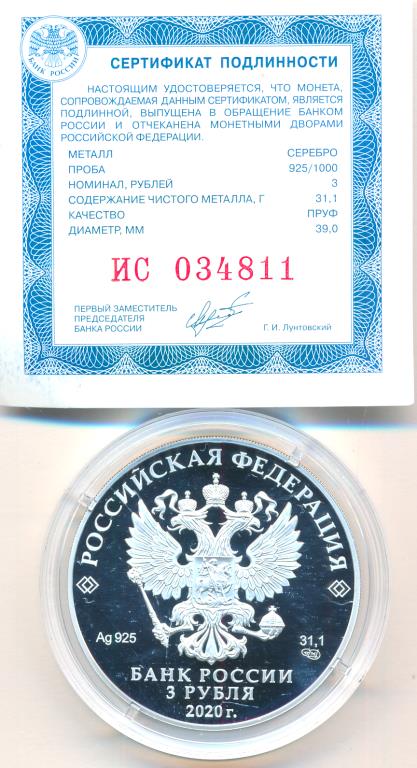 БАНК РОССИИ
СЕРТИФИКАТ ПОДЛИННОСТИ
НАСТОЯЩИМ УДОСТОВЕРЯЕТСЯ, ЧТО МОНЕТА,
СОПРОВОЖДАЕМАЯ ДАННЫМ СЕРТИФИКАТОМ, ЯВЛЯЕТСЯ
ПОДЛИННОЙ, ВЫПУЩЕНА В ОБРАЩЕНИЕ БАНКОМ
РОССИИ И ОТЧЕКАНЕНА МОНЕТНЫМИ ДВОРАМИ
РОССИЙСКОЙ ФЕДЕРАЦИИ.
МЕТАЛЛ СЕРЕБРО
ПРОБА 925/1000
НОМИНАЛ, РУБЛЕЙ 3
СОДЕРЖАНИЕ ЧИСТОГО МЕТАЛЛА, Г 31,1
КАЧЕСТВО ПРУФ
ДИАМЕТР, ММ 39,0
ИС 034811
ПЕРВЫЙ ЗАМЕСТИТЕЛЬ
ПРЕДСЕДАТЕЛЯ
БАНКА РОССИИ
Г. И. Лунтовский
РОССИЙСКАЯ ФЕДЕРАЦИЯ
Ag 925 31,1
БАНК РОССИИ
3 РУБЛЯ
2020 г.